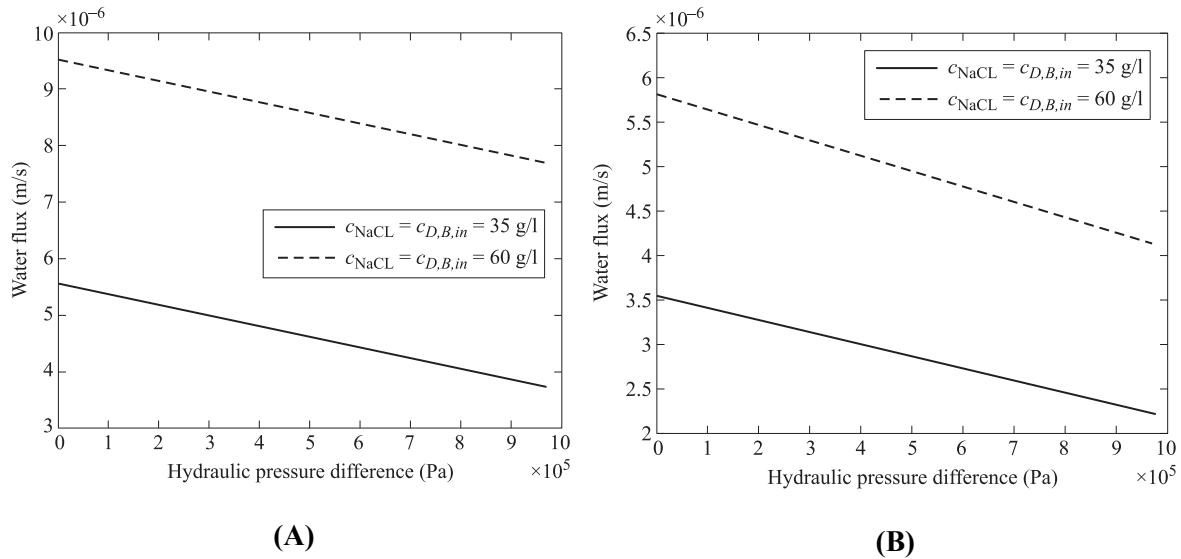 ×10⁻⁶
10
9
8
7
6
5
4
3
Water flux (m/s)
c_NaCL = c_D,B,in = 35 g/l
c_NaCL = c_D,B,in = 60 g/l
0 1 2 3 4 5 6 7 8 9 10
Hydraulic pressure difference (Pa) ×10⁵
(A)
×10⁻⁶
6.5
6
5.5
5
4.5
4
3.5
3
2.5
2
Water flux (m/s)
c_NaCL = c_D,B,in = 35 g/l
c_NaCL = c_D,B,in = 60 g/l
0 1 2 3 4 5 6 7 8 9 10
Hydraulic pressure difference (Pa) ×10⁵
(B)